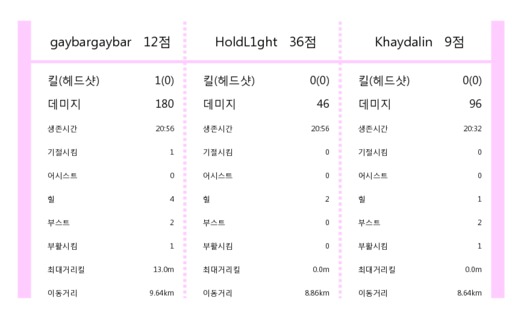 gaybargaybar 12점 HoldL1ght 36점 Khaydalin 9점
킬(헤드샷) 1(0) 킬(헤드샷) 0(0) 킬(헤드샷) 0(0)
데미지 180 데미지 46 데미지 96
생존시간 20:56 생존시간 20:56 생존시간 20:32
기절시킴 1 기절시킴 0 기절시킴 0
어시스트 0 어시스트 0 어시스트 0
힐 4 힐 2 힐 1
부스트 2 부스트 0 부스트 2
부활시킴 1 부활시킴 0 부활시킴 1
최대거리킬 13.0m 최대거리킬 0.0m 최대거리킬 0.0m
이동거리 9.64km 이동거리 8.86km 이동거리 8.64km